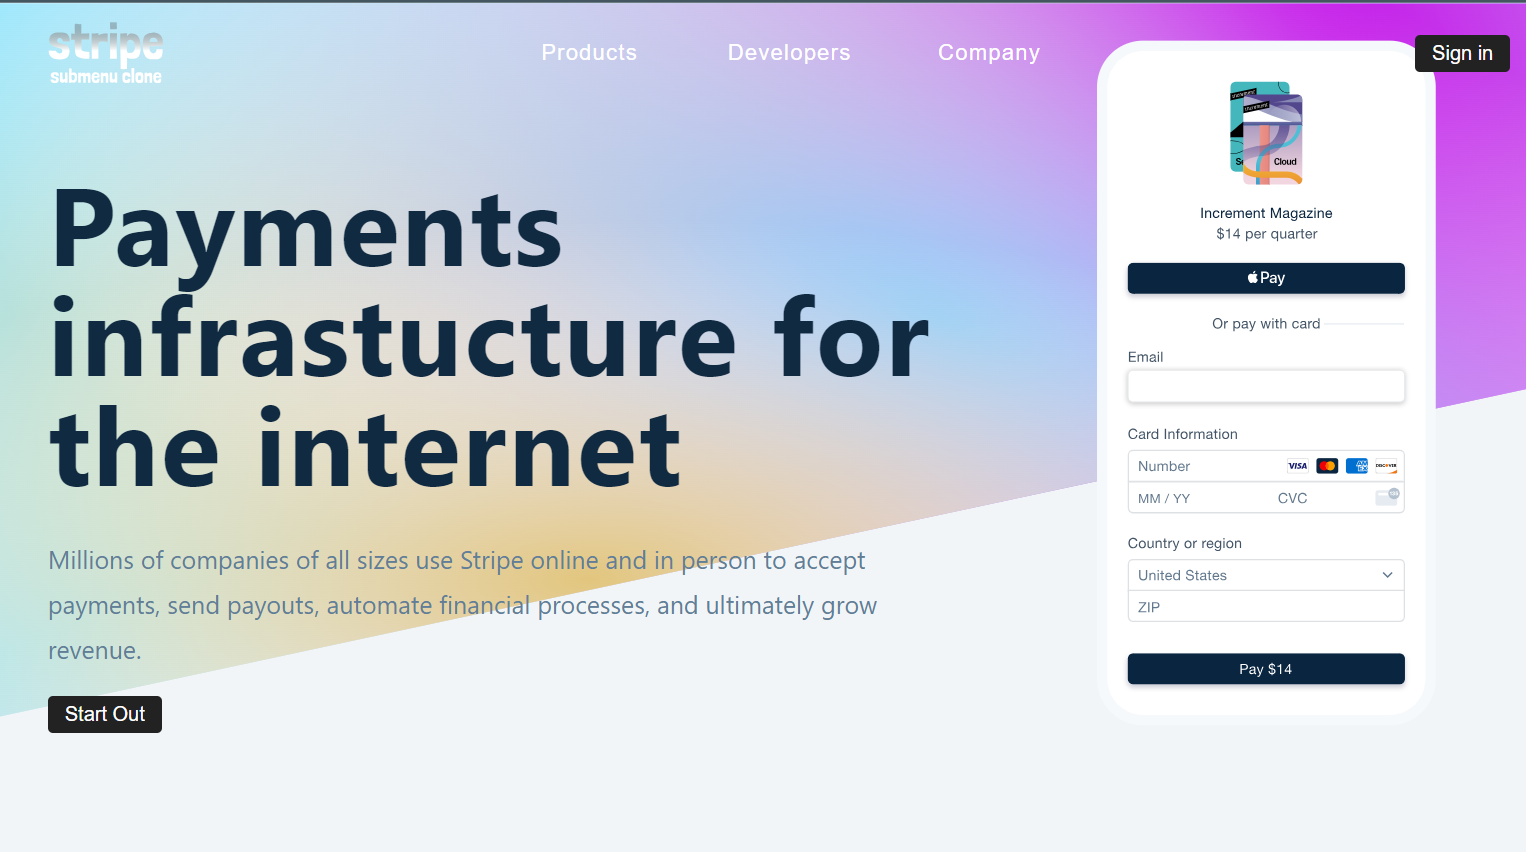 stripe
submenu clone
Products
Developers
Company
Sign in
Payments
infrastucture for
the internet
Millions of companies of all sizes use Stripe online and in person to accept
payments, send payouts, automate financial processes, and ultimately grow
revenue.
Start Out
Increment
Increment
Cloud
Increment Magazine
$14 per quarter
Pay
Or pay with card
Email
Card Information
Number
VISA
DISCOVER
MM / YY
CVC
Country or region
United States
ZIP
Pay $14